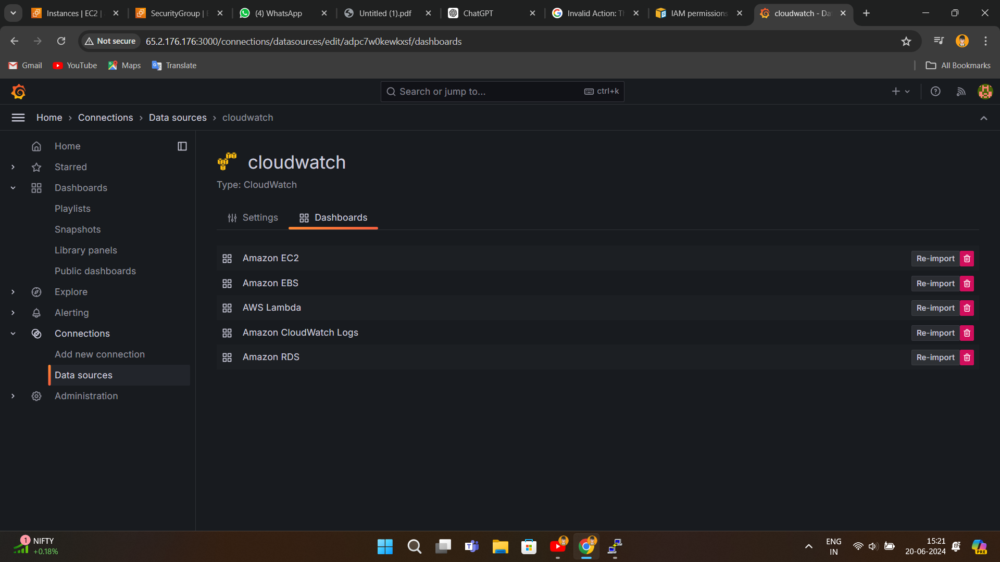 Instances | EC2 |
SecurityGroup | E
(4) WhatsApp
Untitled (1).pdf
ChatGPT
Invalid Action: Th
IAM permissions
cloudwatch - Da
Not secure
65.2.176.176:3000/connections/datasources/edit/adpc7w0kewkxsf/dashboards
Gmail
YouTube
Maps
Translate
All Bookmarks
Search or jump to...
ctrl+k
Home › Connections › Data sources › cloudwatch
Home
Starred
Dashboards
Playlists
Snapshots
Library panels
Public dashboards
Explore
Alerting
Connections
Add new connection
Data sources
Administration
cloudwatch
Type: CloudWatch
Settings
Dashboards
Amazon EC2
Re-import
Amazon EBS
Re-import
AWS Lambda
Re-import
Amazon CloudWatch Logs
Re-import
Amazon RDS
Re-import
1
NIFTY
+0.18%
ENG
IN
15:21
20-06-2024
PRE